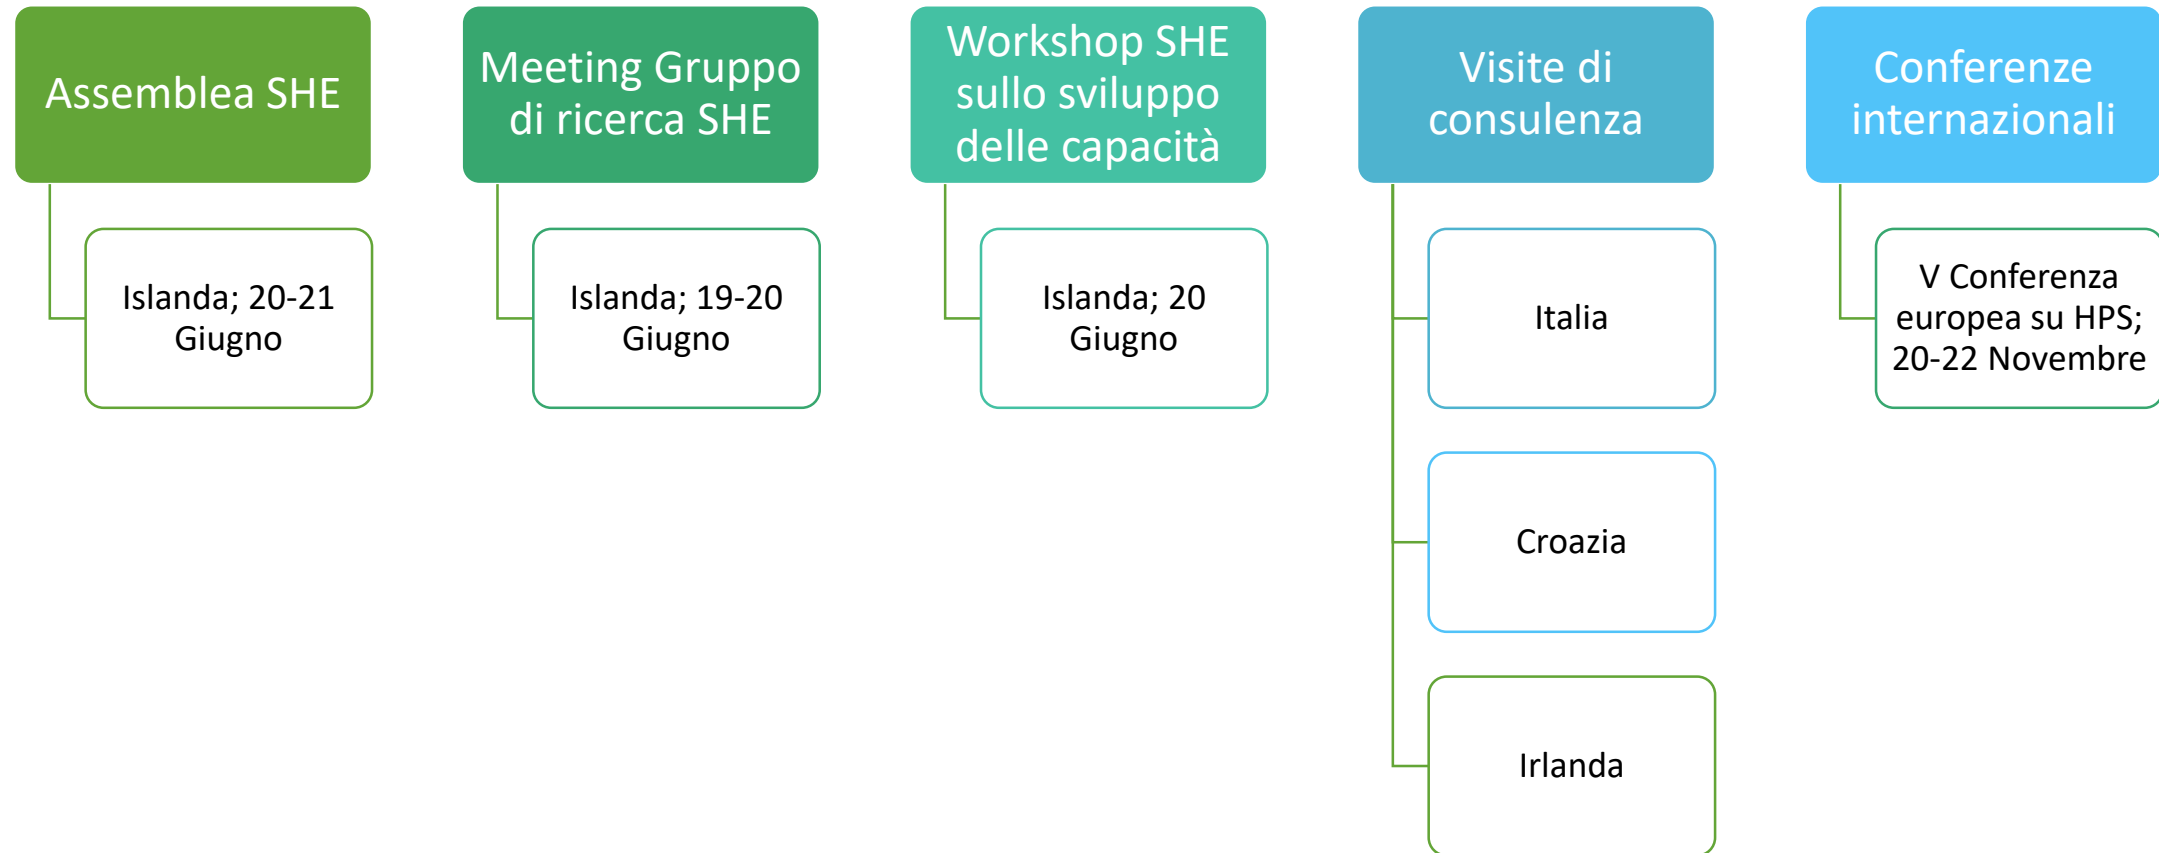 Assemblea SHE
Islanda; 20-21
Giugno
Meeting Gruppo
di ricerca SHE
Islanda; 19-20
Giugno
Workshop SHE
sullo sviluppo
delle capacità
Islanda; 20
Giugno
Visite di
consulenza
Italia
Croazia
Irlanda
Conferenze
internazionali
V Conferenza
europea su HPS;
20-22 Novembre